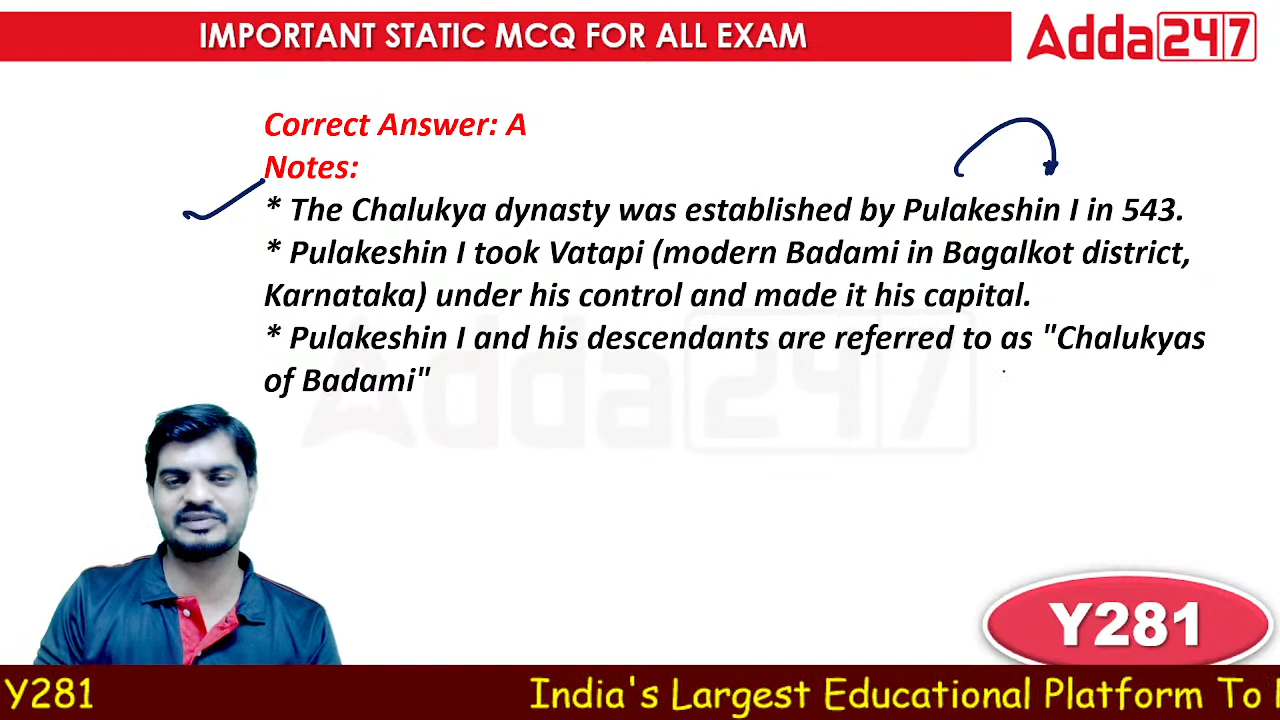 IMPORTANT STATIC MCQ FOR ALL EXAM
Adda247
Correct Answer: A
Notes:
* The Chalukya dynasty was established by Pulakeshin I in 543.
* Pulakeshin I took Vatapi (modern Badami in Bagalkot district,
Karnataka) under his control and made it his capital.
* Pulakeshin I and his descendants are referred to as "Chalukyas
of Badami"
Adda247
Y281
Y281 India's Largest Educational Platform To